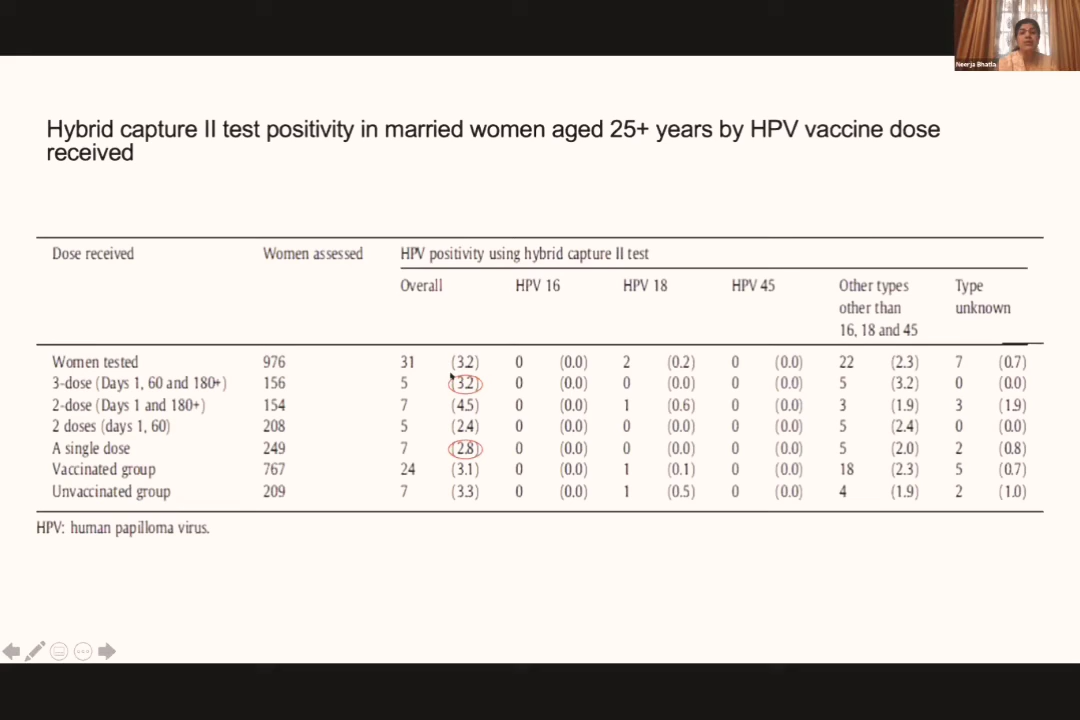 Neerja Bhatla
Hybrid capture II test positivity in married women aged 25+ years by HPV vaccine dose
received
Dose received Women assessed HPV positivity using hybrid capture II test
Overall HPV 16 HPV 18 HPV 45 Other types Type
other than unknown
16, 18 and 45
Women tested 976 31 (3.2) 0 (0.0) 2 (0.2) 0 (0.0) 22 (2.3) 7 (0.7)
3-dose (Days 1, 60 and 180+) 156 5 (3.2) 0 (0.0) 0 (0.0) 0 (0.0) 5 (3.2) 0 (0.0)
2-dose (Days 1 and 180+) 154 7 (4.5) 0 (0.0) 1 (0.6) 0 (0.0) 3 (1.9) 3 (1.9)
2 doses (days 1, 60) 208 5 (2.4) 0 (0.0) 0 (0.0) 0 (0.0) 5 (2.4) 0 (0.0)
A single dose 249 7 (2.8) 0 (0.0) 0 (0.0) 0 (0.0) 5 (2.0) 2 (0.8)
Vaccinated group 767 24 (3.1) 0 (0.0) 1 (0.1) 0 (0.0) 18 (2.3) 5 (0.7)
Unvaccinated group 209 7 (3.3) 0 (0.0) 1 (0.5) 0 (0.0) 4 (1.9) 2 (1.0)
HPV: human papilloma virus.